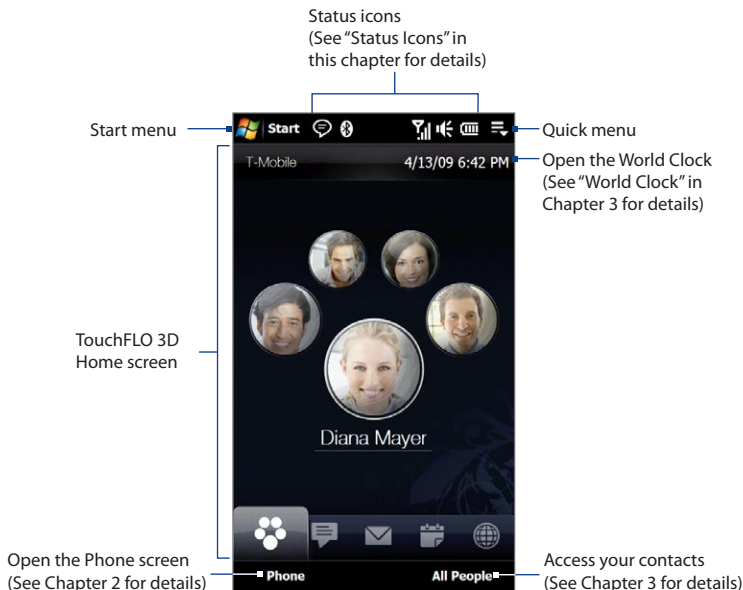 Status icons
(See “Status Icons” in
this chapter for details)
Start menu
Start
Quick menu
T-Mobile
4/13/09 6:42 PM
Open the World Clock
(See “World Clock” in
Chapter 3 for details)
TouchFLO 3D
Home screen
Diana Mayer
Open the Phone screen
(See Chapter 2 for details)
Phone
All People
Access your contacts
(See Chapter 3 for details)